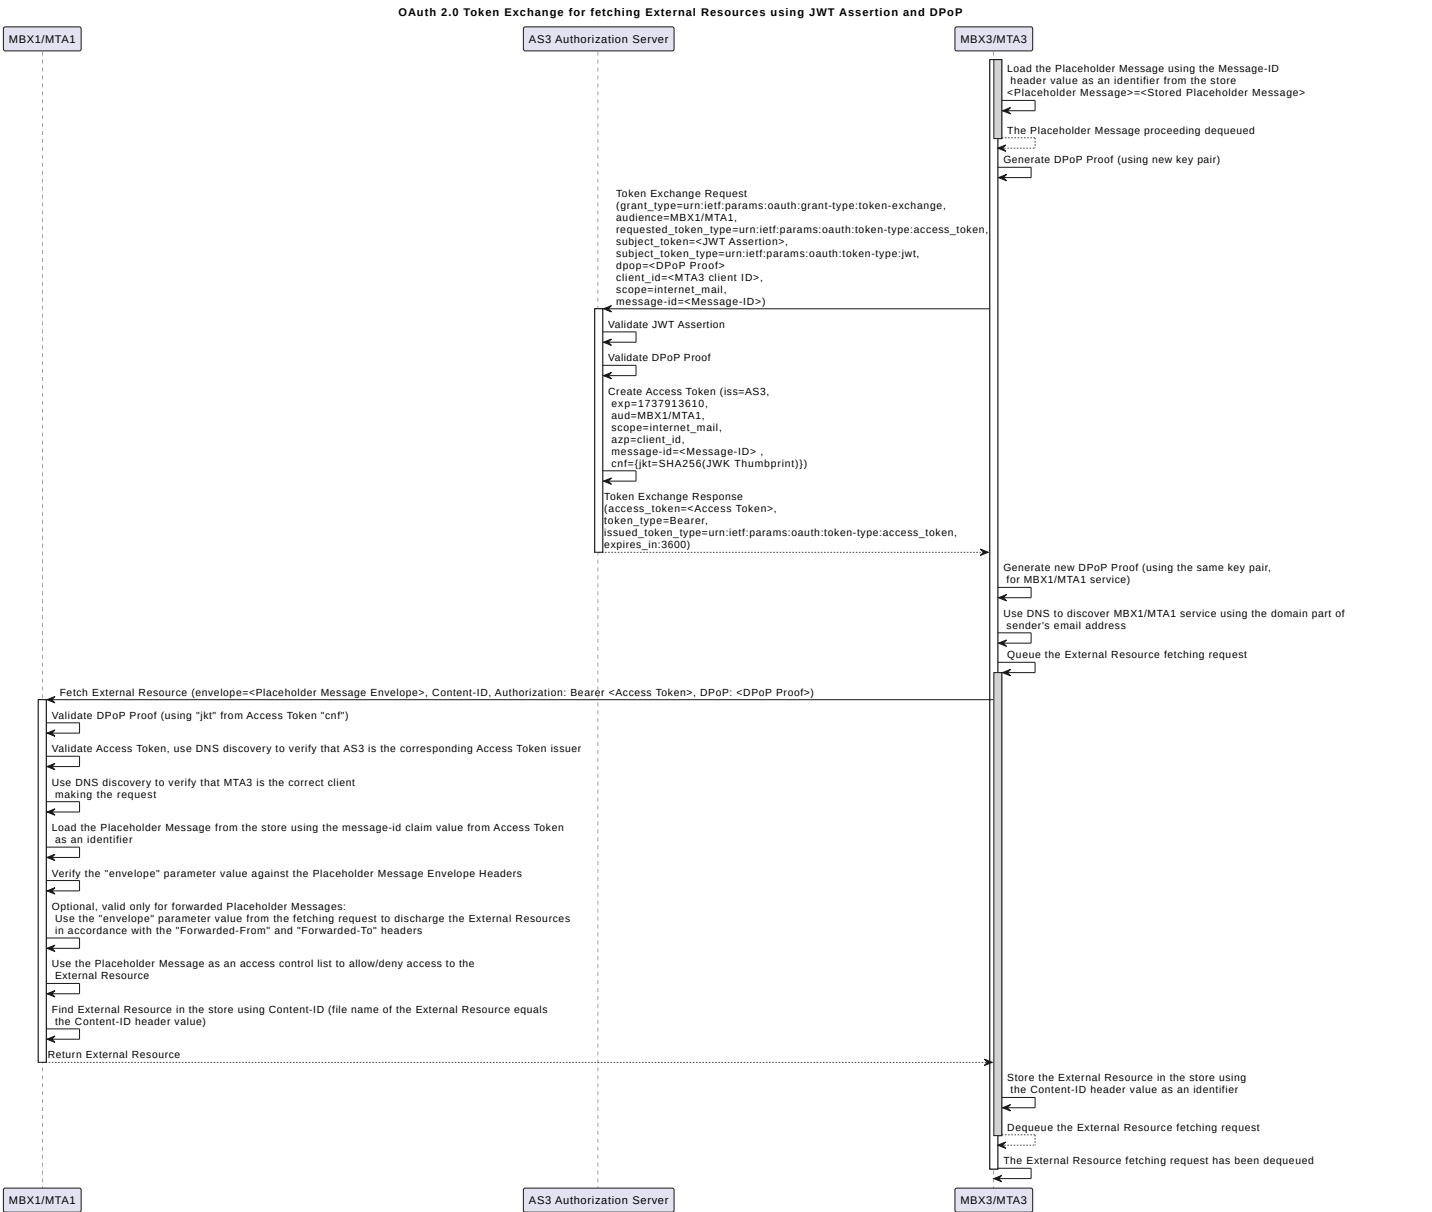 OAuth 2.0 Token Exchange for fetching External Resources using JWT Assertion and DPoP
MBX1/MTA1
AS3 Authorization Server
MBX3/MTA3
Load the Placeholder Message using the Message-ID
header value as an identifier from the store
<Placeholder Message>=<Stored Placeholder Message>
The Placeholder Message proceeding dequeued
Generate DPoP Proof (using new key pair)
Token Exchange Request
(grant_type=urn:ietf:params:oauth:grant-type:token-exchange,
audience=MBX1/MTA1,
requested_token_type=urn:ietf:params:oauth:token-type:access_token,
subject_token=<JWT Assertion>,
subject_token_type=urn:ietf:params:oauth:token-type:jwt,
dpop=<DPoP Proof>
client_id=<MTA3 client ID>,
scope=internet_mail,
message-id=<Message-ID>)
Validate JWT Assertion
Validate DPoP Proof
Create Access Token (iss=AS3,
exp=1737913610,
aud=MBX1/MTA1,
scope=internet_mail,
azp=client_id,
message-id=<Message-ID> ,
cnf={jkt=SHA256(JWK Thumbprint)})
Token Exchange Response
(access_token=<Access Token>,
token_type=Bearer,
issued_token_type=urn:ietf:params:oauth:token-type:access_token,
expires_in:3600)
Generate new DPoP Proof (using the same key pair,
for MBX1/MTA1 service)
Use DNS to discover MBX1/MTA1 service using the domain part of
sender's email address
Queue the External Resource fetching request
Fetch External Resource (envelope=<Placeholder Message Envelope>, Content-ID, Authorization: Bearer <Access Token>, DPoP: <DPoP Proof>)
Validate DPoP Proof (using "jkt" from Access Token "cnf")
Validate Access Token, use DNS discovery to verify that AS3 is the corresponding Access Token issuer
Use DNS discovery to verify that MTA3 is the correct client
making the request
Load the Placeholder Message from the store using the message-id claim value from Access Token
as an identifier
Verify the "envelope" parameter value against the Placeholder Message Envelope Headers
Optional, valid only for forwarded Placeholder Messages:
Use the "envelope" parameter value from the fetching request to discharge the External Resources
in accordance with the "Forwarded-From" and "Forwarded-To" headers
Use the Placeholder Message as an access control list to allow/deny access to the
External Resource
Find External Resource in the store using Content-ID (file name of the External Resource equals
the Content-ID header value)
Return External Resource
Store the External Resource in the store using
the Content-ID header value as an identifier
Dequeue the External Resource fetching request
The External Resource fetching request has been dequeued
MBX1/MTA1
AS3 Authorization Server
MBX3/MTA3